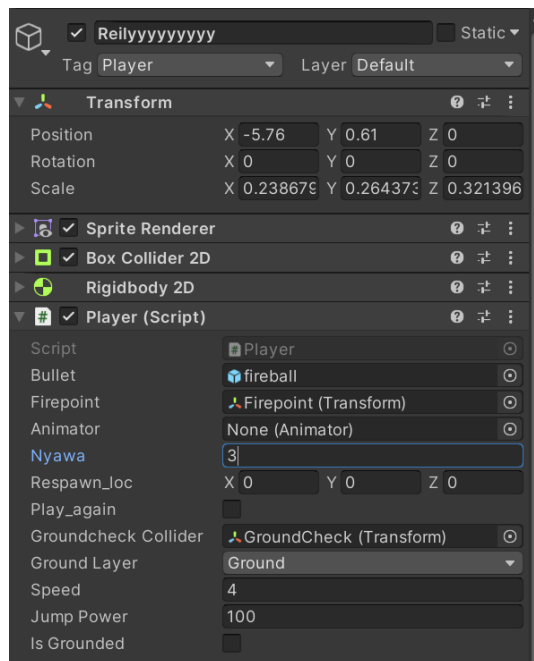 Reilyyyyyyyyy Static
Tag Player Layer Default
Transform
Position X -5.76 Y 0.61 Z 0
Rotation X 0 Y 0 Z 0
Scale X 0.238679 Y 0.264373 Z 0.321396
Sprite Renderer
Box Collider 2D
Rigidbody 2D
# Player (Script)
Script # Player
Bullet fireball
Firepoint Firepoint (Transform)
Animator None (Animator)
Nyawa 3
Respawn_loc X 0 Y 0 Z 0
Play_again
Groundcheck Collider GroundCheck (Transform)
Ground Layer Ground
Speed 4
Jump Power 100
Is Grounded